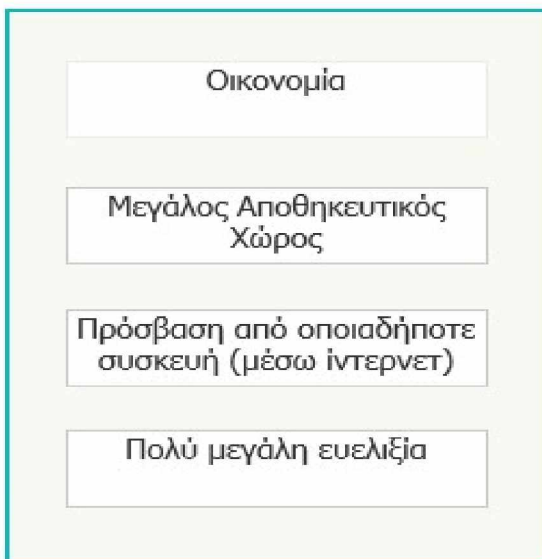 Οικονομία
Μεγάλος Αποθηκευτικός
Χώρος
Πρόσβαση από οποιαδήποτε
συσκευή (μέσω ίντερνετ)
Πολύ μεγάλη ευελιξία